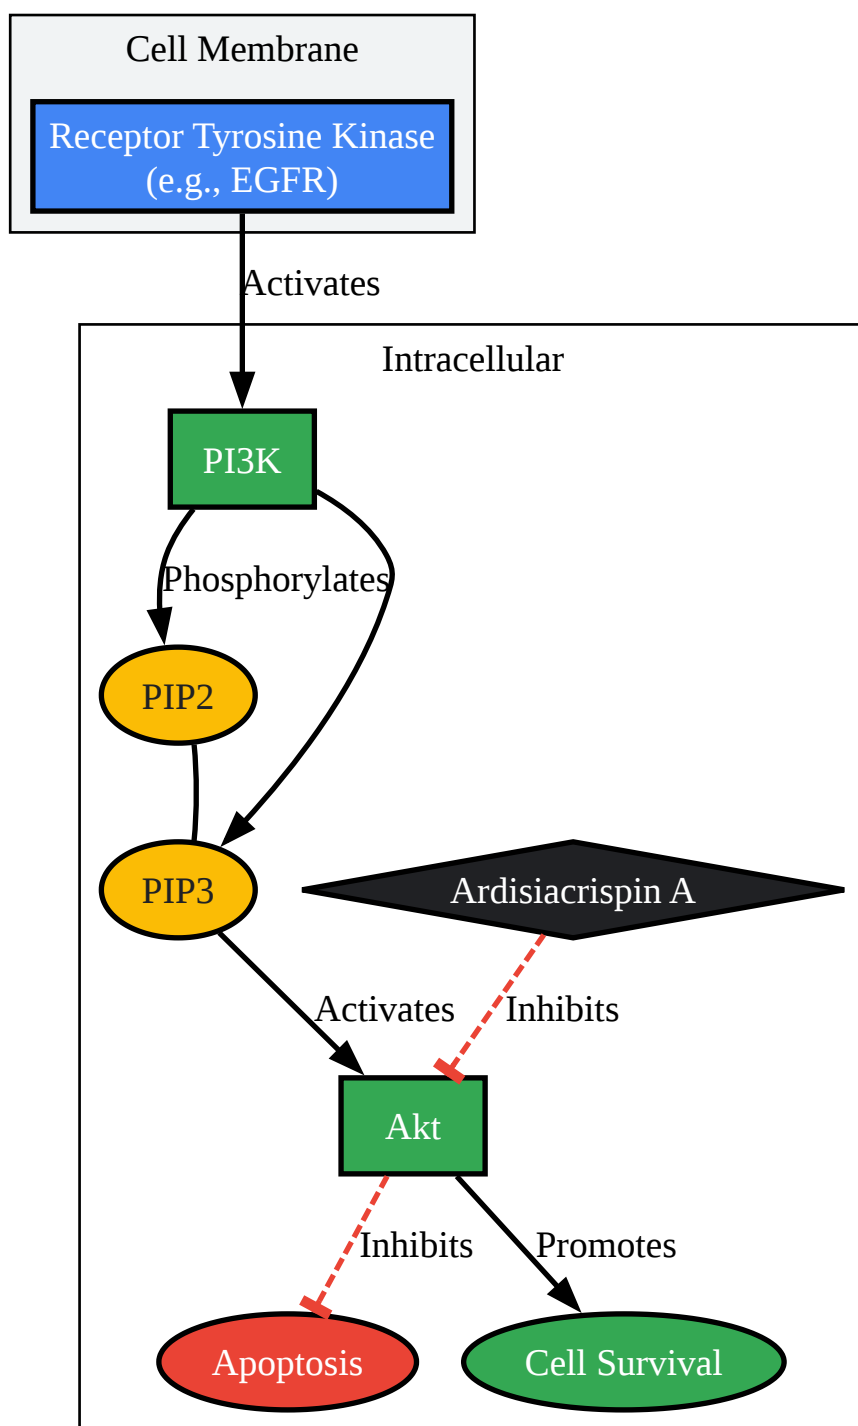 Cell Membrane
Receptor Tyrosine Kinase
(e.g., EGFR)
Activates
Intracellular
PI3K
Phosphorylates
PIP2
PIP3
Ardisiacrispin A
Activates
Inhibits
Akt
Inhibits
Promotes
Apoptosis
Cell Survival